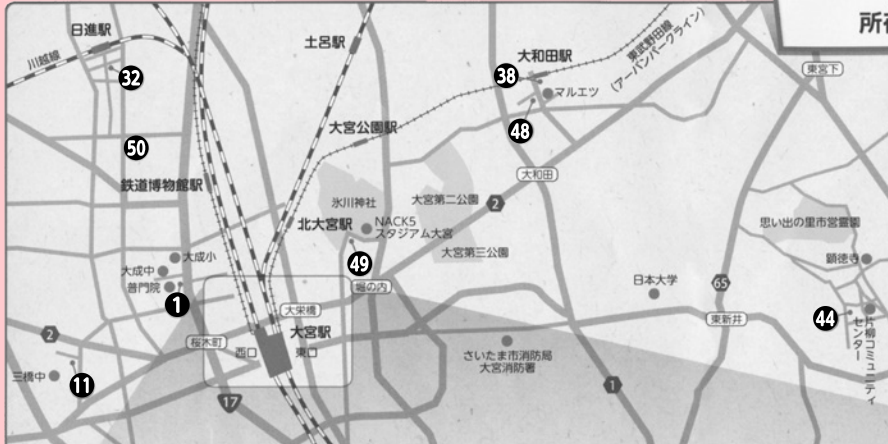 日進駅
川越線
32
50
鉄道博物館駅
大成小
大成中
普門院
1
2
三橋中
11
桜木町
西口
大宮駅
東口
大栄橋
17
土呂駅
大宮公園駅
氷川神社
北大宮駅
NACK5
スタジアム大宮
49
堀の内
大宮第二公園
2
大宮第三公園
38
大和田駅
マルエツ
48
東武野田線
(アーバンパークライン)
大和田
さいたま市消防局
大宮消防署
1
日本大学
65
東新井
東宮下
思い出の里市営霊園
顕徳寺
44
片柳コミュニティ
センター
所在